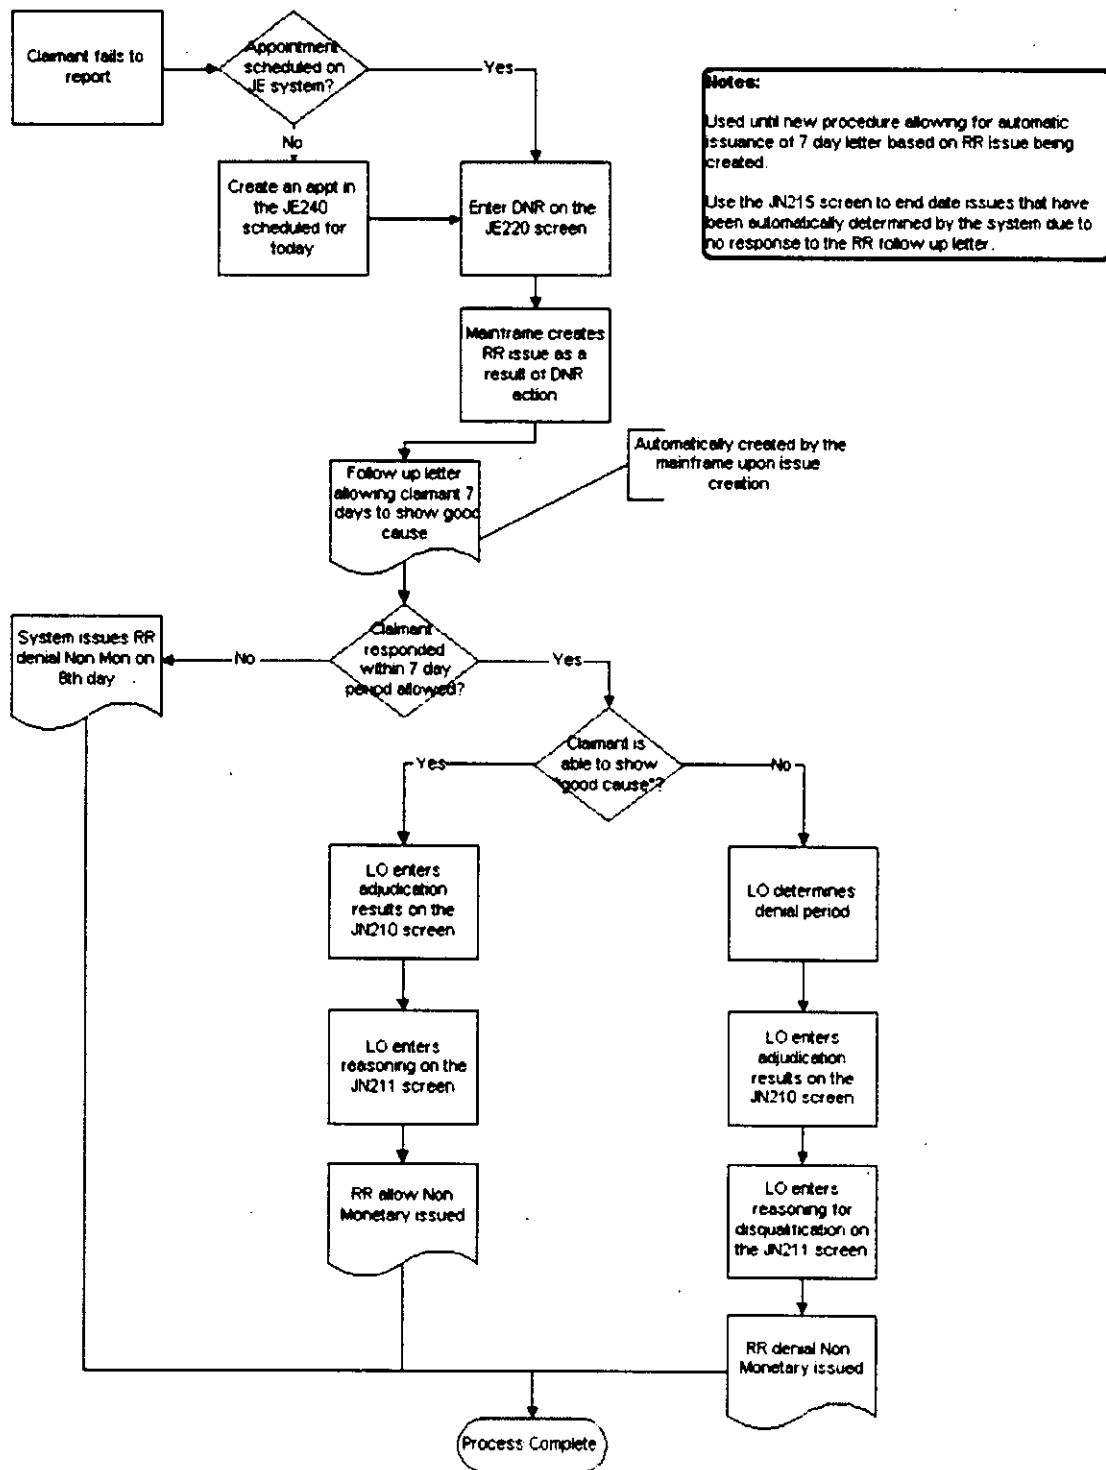 Claimant fails to
report
Appointment
scheduled on
JE system?
Yes
No
Create an appt in
the JE240
scheduled for
today
Enter DNR on the
JE220 screen
Notes:
Used until new procedure allowing for automatic
issuance of 7 day letter based on RR issue being
created.
Use the JN215 screen to end date issues that have
been automatically determined by the system due to
no response to the RR follow up letter.
Mainframe creates
RR issue as a
result of DNR
action
Automatically created by the
mainframe upon issue
creation
Follow up letter
allowing claimant 7
days to show good
cause
Claimant
responded
within 7 day
period allowed?
No
Yes
System issues RR
denial Non Mon on
8th day
Claimant is
able to show
"good cause"?
Yes
No
LO enters
adjudication
results on the
JN210 screen
LO determines
denial period
LO enters
reasoning on the
JN211 screen
LO enters
adjudication
results on the
JN210 screen
RR allow Non
Monetary issued
LO enters
reasoning for
disqualification on
the JN211 screen
RR denial Non
Monetary issued
Process Complete